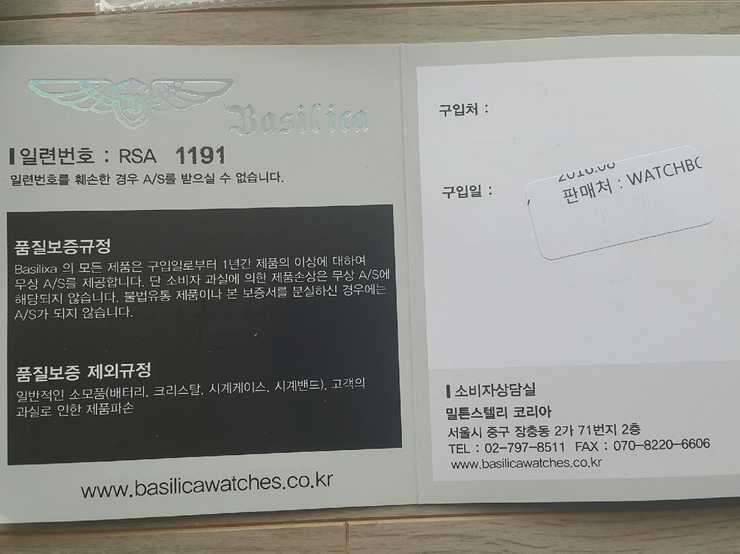 Basilica
일련번호 : RSA 1191
일련번호를 훼손한 경우 A/S를 받으실 수 없습니다.
품질보증규정
Basilixa 의 모든 제품은 구입일로부터 1년간 제품의 이상에 대하여
무상 A/S를 제공합니다. 단 소비자 과실에 의한 제품손상은 무상 A/S에
해당되지 않습니다. 불법유통 제품이나 본 보증서를 분실하신 경우에는
A/S가 되지 않습니다.
품질보증 제외규정
일반적인 소모품(배터리, 크리스탈, 시계케이스, 시계밴드), 고객의
과실로 인한 제품파손
www.basilicawatches.co.kr
구입처 :
구입일 :
판매처 : WATCHBO
소비자상담실
밀튼스텔리 코리아
서울시 중구 장충동 2가 71번지 2층
TEL : 02-797-8511 FAX : 070-8220-6606
www.basilicawatches.co.kr